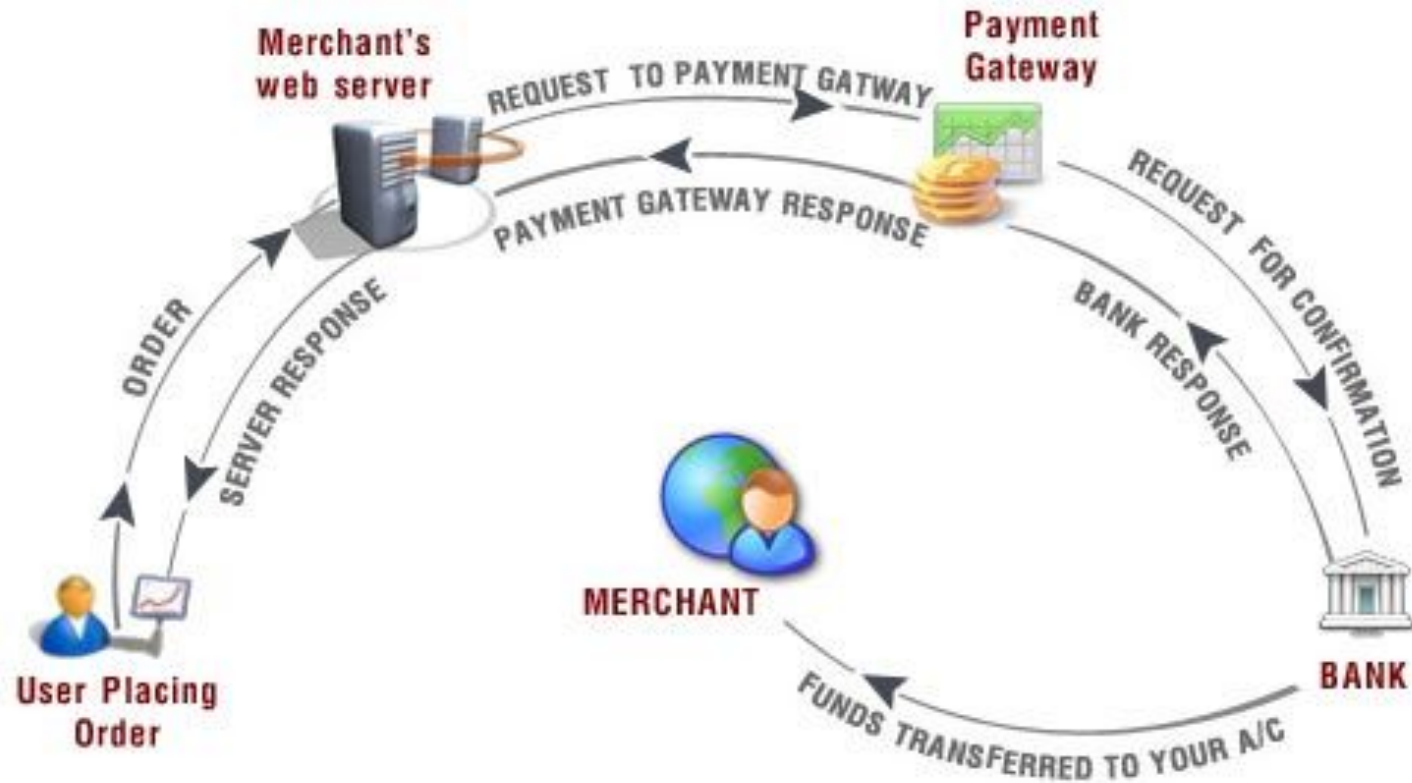 Merchant's
web server
Payment
Gateway
REQUEST TO PAYMENT GATWAY
PAYMENT GATEWAY RESPONSE
REQUEST FOR CONFIRMATION
BANK RESPONSE
ORDER
SERVER RESPONSE
MERCHANT
User Placing
Order
BANK
FUNDS TRANSFERRED TO YOUR A/C